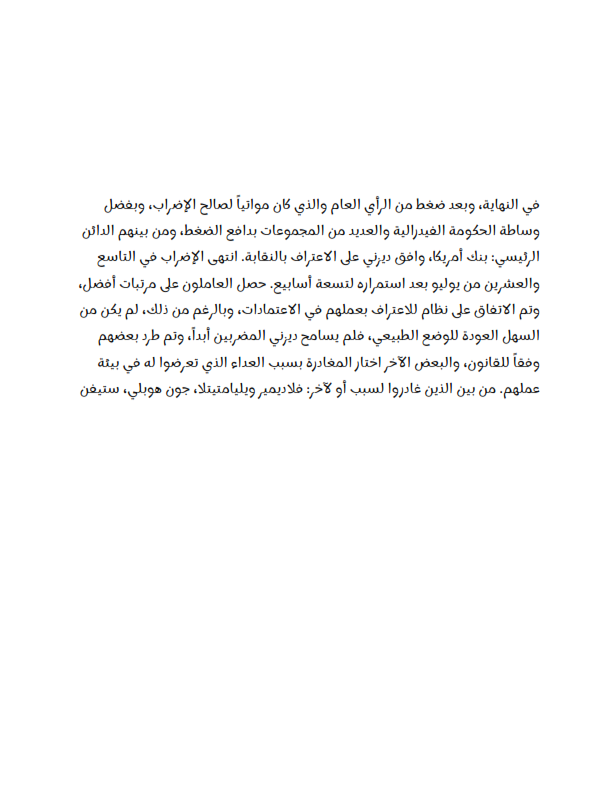 في النهاية، وبعد ضغط من الرأي العام والذي كان مواتياً لصالح الإضراب، وبفضل
وساطة الحكومة الفيدرالية والعديد من المجموعات بدافع الضغط، ومن بينهم الدائن
الرئيسي: بنك أمريكا، وافق ديزني على الاعتراف بالنقابة. انتهى الإضراب في التاسع
والعشرين من يوليو بعد استمراره لتسعة أسابيع. حصل العاملون على مرتبات أفضل،
وتم الاتفاق على نظام للاعتراف بعملهم في الاعتمادات، وبالرغم من ذلك، لم يكن من
السهل العودة للوضع الطبيعي، فلم يسامح ديزني المضربين أبداً، وتم طرد بعضهم
وفقاً للقانون، والبعض الآخر اختار المغادرة بسبب العداء الذي تعرضوا له في بيئة
عملهم. من بين الذين غادروا لسبب أو لآخر: فلاديمير ويليامتيتلا، جون هوبلي، ستيفن